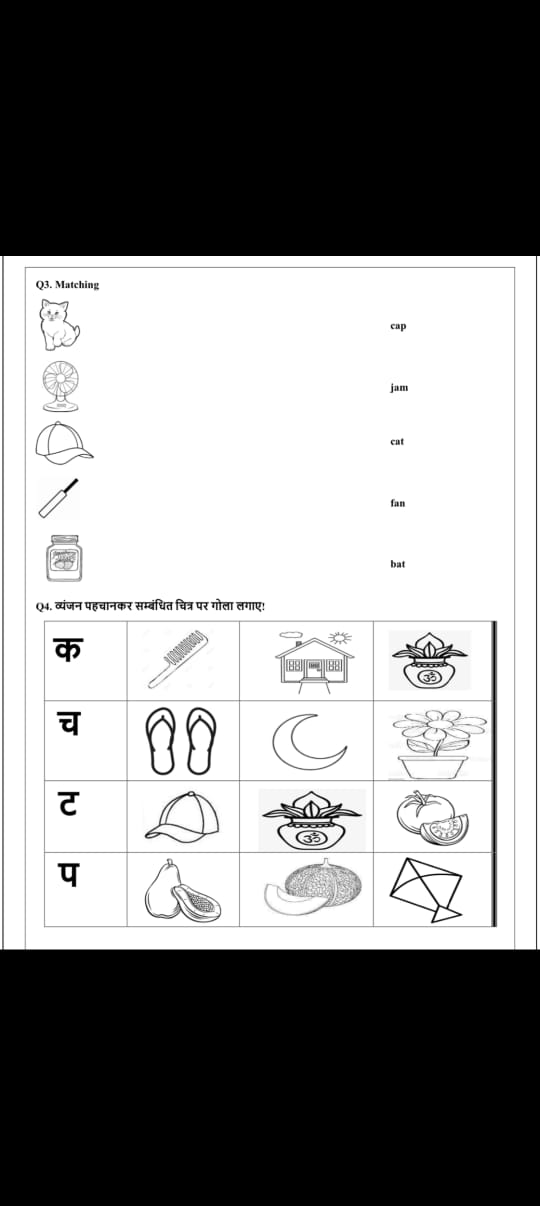 Q3. Matching
cap
jam
cat
fan
bat
Q4. व्यंजन पहचानकर सम्बंधित चित्र पर गोला लगाए!
क
ॐ
च
ट
ॐ
प